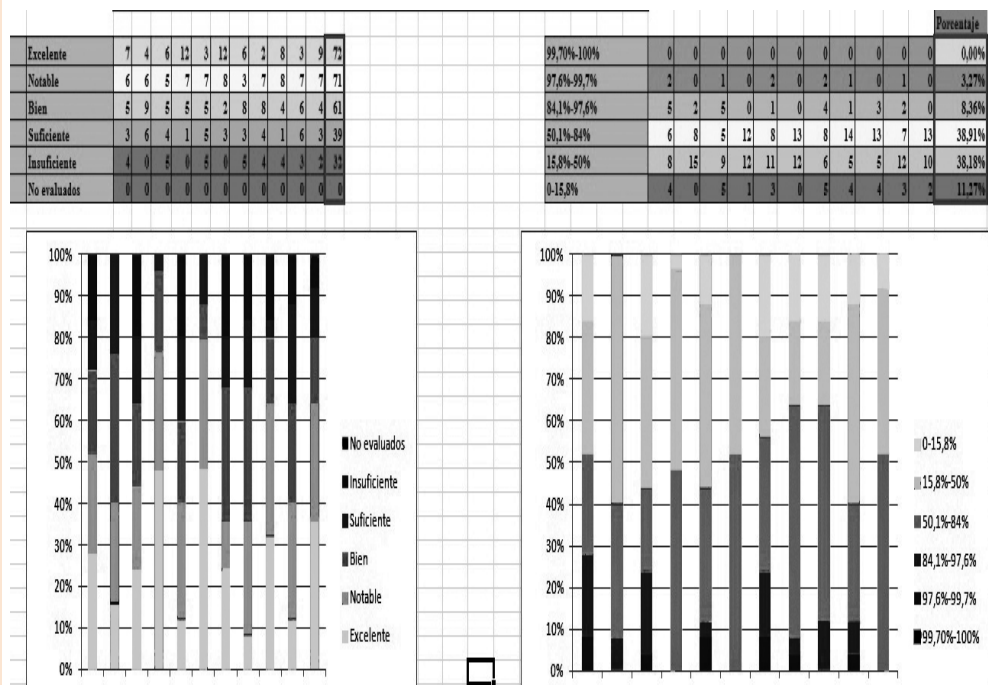 Porcentaje
Excelente 7 4 6 12 3 12 6 2 8 3 9 72
Notable 6 6 5 7 7 8 3 7 8 7 7 71
Bien 5 9 5 5 5 2 8 8 4 6 4 61
Suficiente 3 6 4 1 5 3 3 4 1 6 3 39
Insuficiente 4 0 5 0 5 0 5 4 4 3 2 32
No evaluados 0 0 0 0 0 0 0 0 0 0 0 0
99,70%-100% 0 0 0 0 0 0 0 0 0 0 0 0,00%
97,6%-99,7% 2 0 1 0 2 0 2 1 0 1 0 3,27%
84,1%-97,6% 5 2 5 0 1 0 4 1 3 2 0 8,36%
50,1%-84% 6 8 5 12 8 13 8 14 13 7 13 38,91%
15,8%-50% 8 15 9 12 11 12 6 5 5 12 10 38,18%
0-15,8% 4 0 5 1 3 0 5 4 4 3 2 11,27%
100%
90%
80%
70%
60%
50%
40%
30%
20%
10%
0%
No evaluados
Insuficiente
Suficiente
Bien
Notable
Excelente
100%
90%
80%
70%
60%
50%
40%
30%
20%
10%
0%
0-15,8%
15,8%-50%
50,1%-84%
84,1%-97,6%
97,6%-99,7%
99,70%-100%